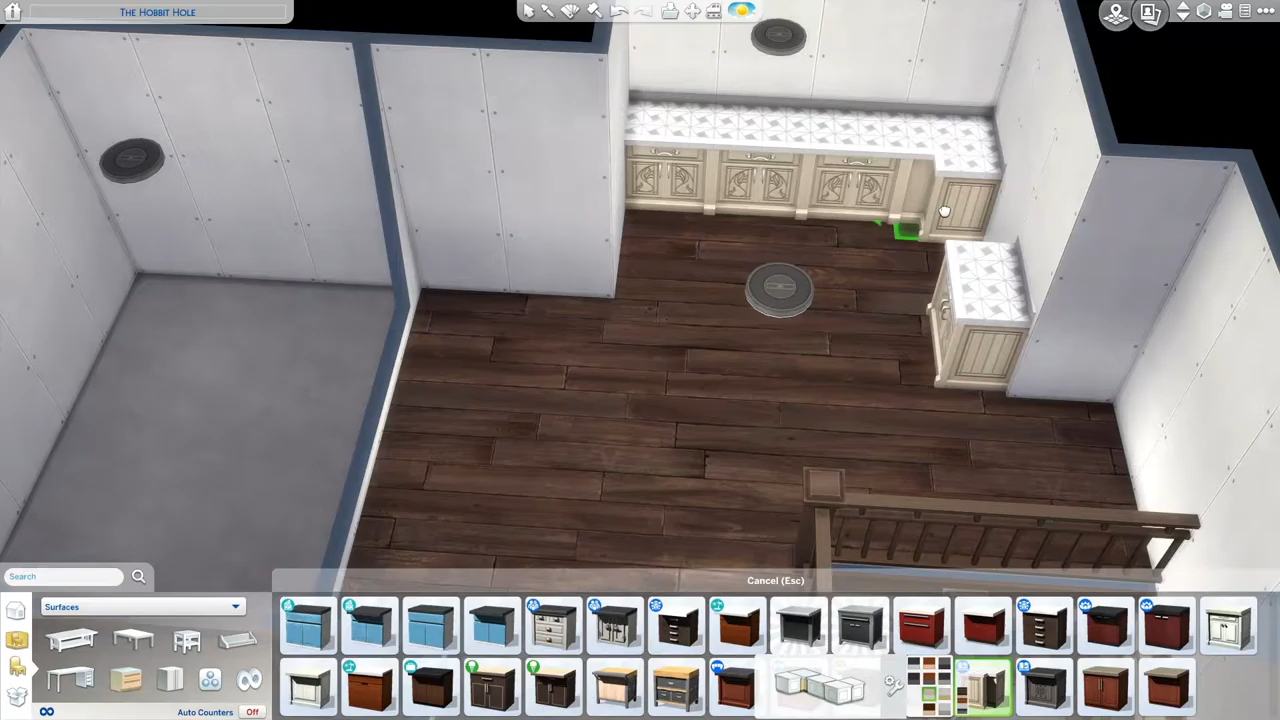 THE HOBBIT HOLE
Cancel (Esc)
Search
Surfaces
Auto Counters Off